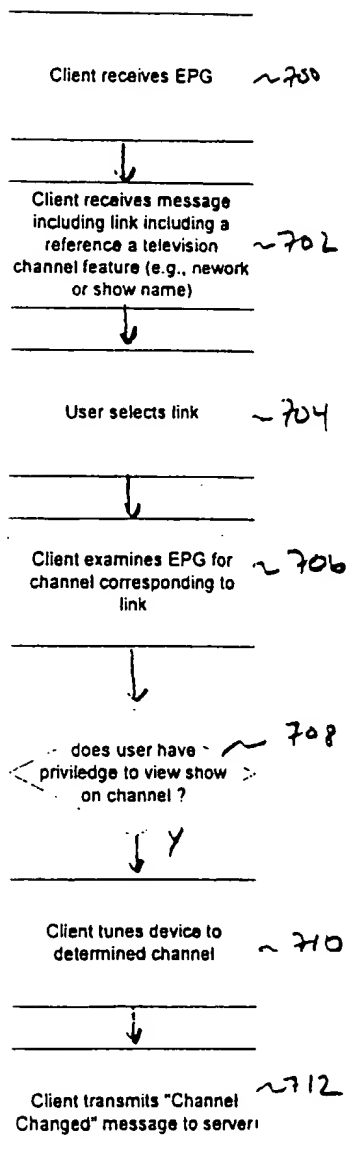 Client receives EPG ~700
Client receives message
including link including a
reference a television ~702
channel feature (e.g., nework
or show name)
User selects link ~704
Client examines EPG for ~706
channel corresponding to
link
does user have 708
priviledge to view show
on channel ?
Y
Client tunes device to
determined channel ~710
Client transmits "Channel ~712
Changed" message to server